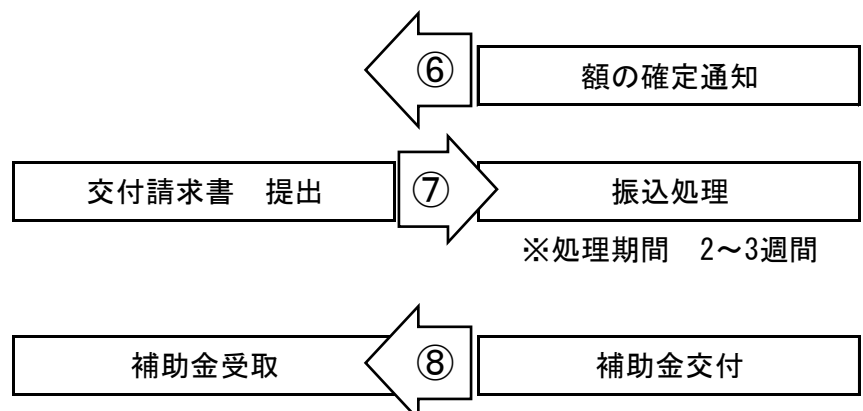 ⑥ 額の確定通知
交付請求書　提出 ⑦ 振込処理
※処理期間　2～3週間
補助金受取 ⑧ 補助金交付